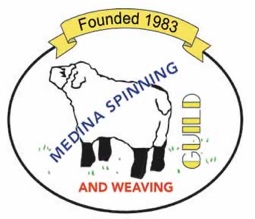 Founded 1983
MEDINA SPINNING
GUILD
AND WEAVING